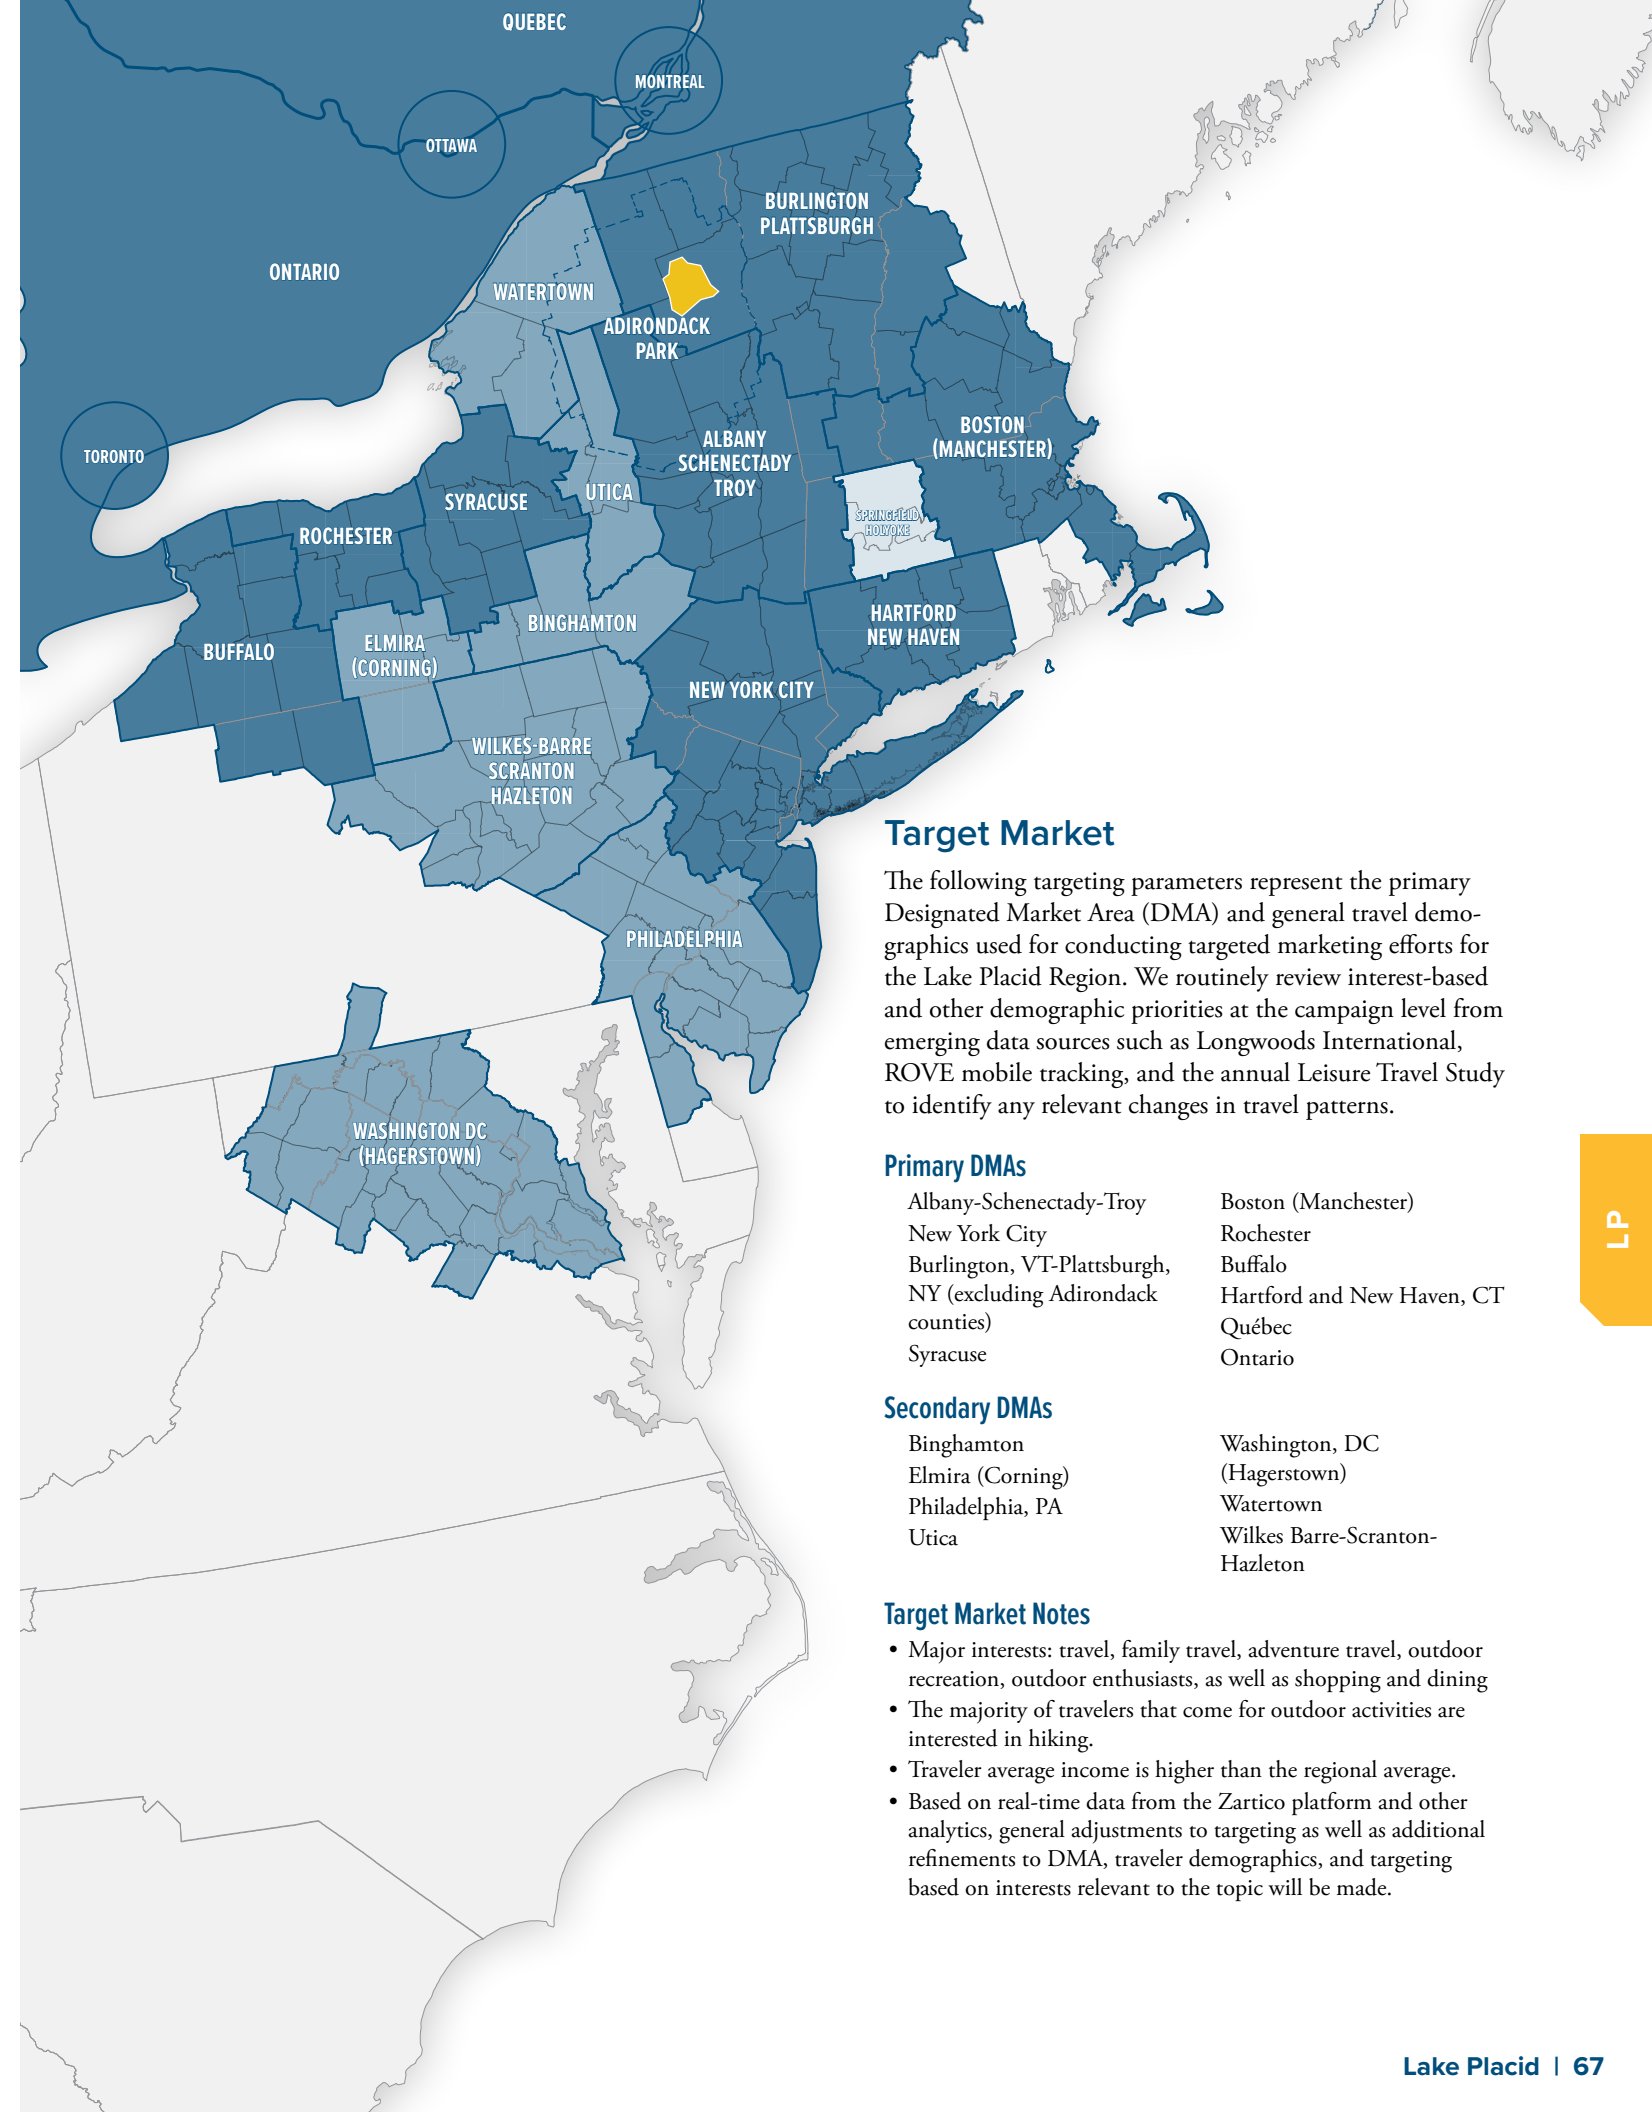 QUEBEC
MONTREAL
OTTAWA
BURLINGTON
PLATTSBURGH
ONTARIO
WATERTOWN
ADIRONDACK
PARK
TORONTO
BOSTON
(MANCHESTER)
ALBANY
SCHENECTADY
TROY
UTICA
SYRACUSE
SPRINGFIELD
HOLYOKE
ROCHESTER
HARTFORD
NEW HAVEN
BINGHAMTON
ELMIRA
(CORNING)
BUFFALO
NEW YORK CITY
WILKES-BARRE
SCRANTON
HAZLETON
PHILADELPHIA
WASHINGTON DC
(HAGERSTOWN)
Target Market
The following targeting parameters represent the primary
Designated Market Area (DMA) and general travel demo-
graphics used for conducting targeted marketing efforts for
the Lake Placid Region. We routinely review interest-based
and other demographic priorities at the campaign level from
emerging data sources such as Longwoods International,
ROVE mobile tracking, and the annual Leisure Travel Study
to identify any relevant changes in travel patterns.
Primary DMAs
Albany-Schenectady-Troy
New York City
Burlington, VT-Plattsburgh,
NY (excluding Adirondack
counties)
Syracuse
Boston (Manchester)
Rochester
Buffalo
Hartford and New Haven, CT
Québec
Ontario
Secondary DMAs
Binghamton
Elmira (Corning)
Philadelphia, PA
Utica
Washington, DC
(Hagerstown)
Watertown
Wilkes Barre-Scranton-
Hazleton
Target Market Notes
• Major interests: travel, family travel, adventure travel, outdoor
recreation, outdoor enthusiasts, as well as shopping and dining
• The majority of travelers that come for outdoor activities are
interested in hiking.
• Traveler average income is higher than the regional average.
• Based on real-time data from the Zartico platform and other
analytics, general adjustments to targeting as well as additional
refinements to DMA, traveler demographics, and targeting
based on interests relevant to the topic will be made.
LP
Lake Placid | 67